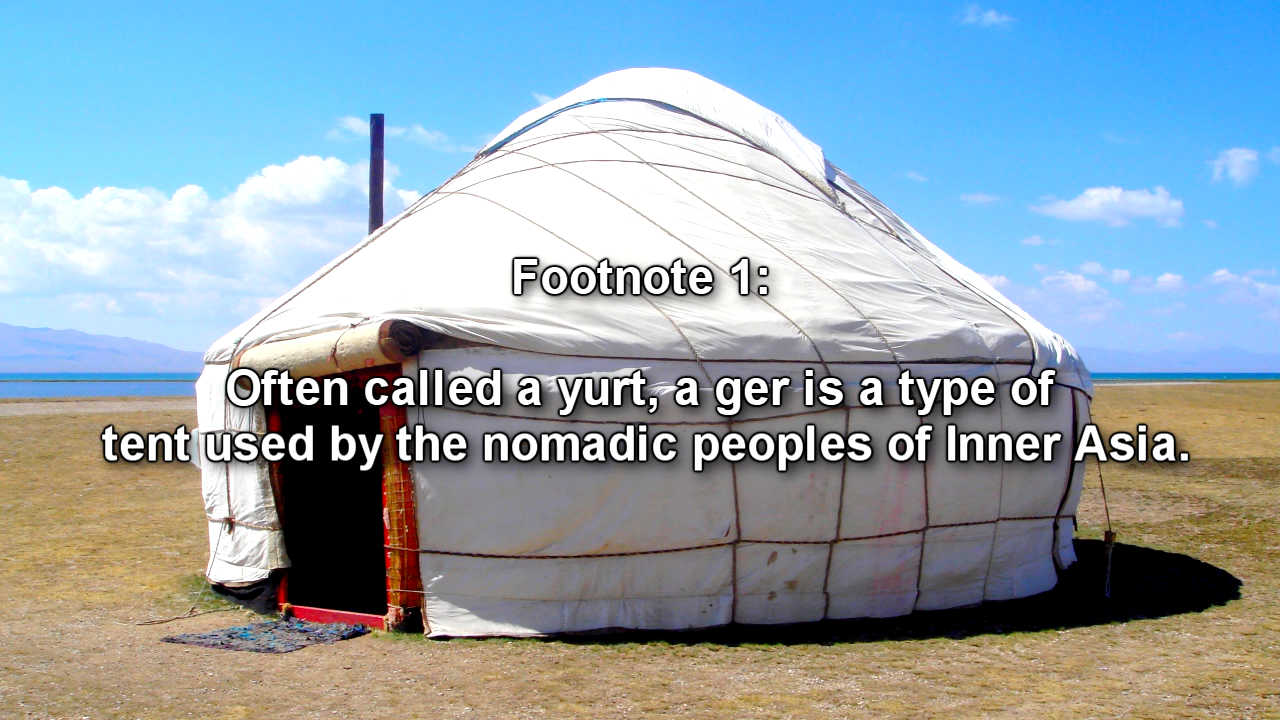 Footnote 1:
Often called a yurt, a ger is a type of
tent used by the nomadic peoples of Inner Asia.